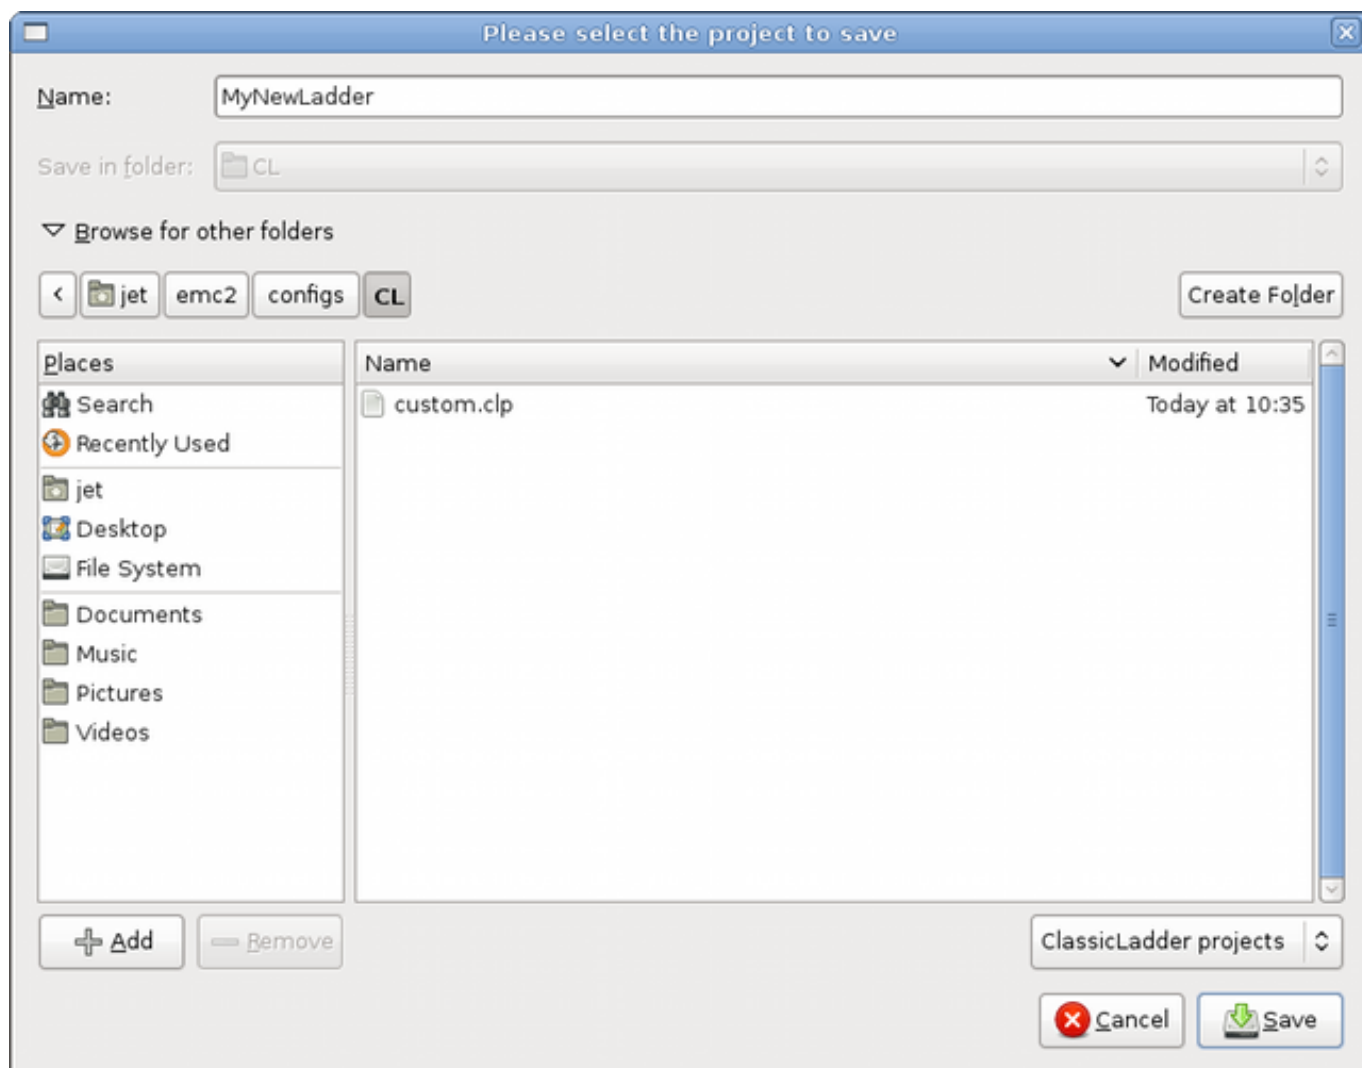 Please select the project to save
Name: MyNewLadder
Save in folder: CL
Browse for other folders
< jet emc2 configs CL Create Folder
Places Name Modified
Search custom.clp Today at 10:35
Recently Used
jet
Desktop
File System
Documents
Music
Pictures
Videos
Add Remove ClassicLadder projects
Cancel Save